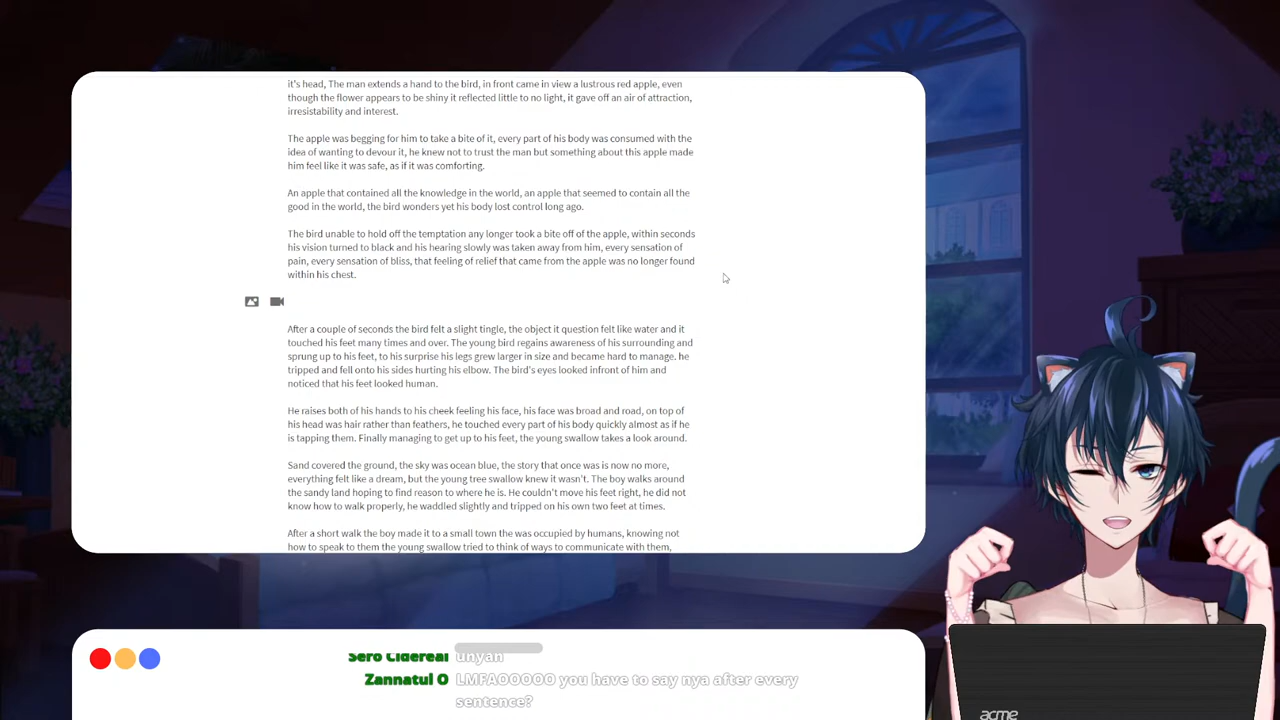 it's head, The man extends a hand to the bird, in front came in view a lustrous red apple, even
though the flower appears to be shiny it reflected little to no light, it gave off an air of attraction,
irresistability and interest.
The apple was begging for him to take a bite of it, every part of his body was consumed with the
idea of wanting to devour it, he knew not to trust the man but something about this apple made
him feel like it was safe, as if it was comforting.
An apple that contained all the knowledge in the world, an apple that seemed to contain all the
good in the world, the bird wonders yet his body lost control long ago.
The bird unable to hold off the temptation any longer took a bite off of the apple, within seconds
his vision turned to black and his hearing slowly was taken away from him, every sensation of
pain, every sensation of bliss, that feeling of relief that came from the apple was no longer found
within his chest.
After a couple of seconds the bird felt a slight tingle, the object it question felt like water and it
touched his feet many times and over. The young bird regains awareness of his surrounding and
sprung up to his feet, to his surprise his legs grew larger in size and became hard to manage. he
tripped and fell onto his sides hurting his elbow. The bird's eyes looked infront of him and
noticed that his feet looked human.
He raises both of his hands to his cheek feeling his face, his face was broad and road, on top of
his head was hair rather than feathers, he touched every part of his body quickly almost as if he
is tapping them. Finally managing to get up to his feet, the young swallow takes a look around.
Sand covered the ground, the sky was ocean blue, the story that once was is now no more,
everything felt like a dream, but the young tree swallow knew it wasn't. The boy walks around
the sandy land hoping to find reason to where he is. He couldn't move his feet right, he did not
know how to walk properly, he waddled slightly and tripped on his own two feet at times.
After a short walk the boy made it to a small town the was occupied by humans, knowing not
how to speak to them the young swallow tried to think of ways to communicate with them,
Sero Cidereal unyan
Zannatul O LMFAOOOOO you have to say nya after every
sentence?
acme